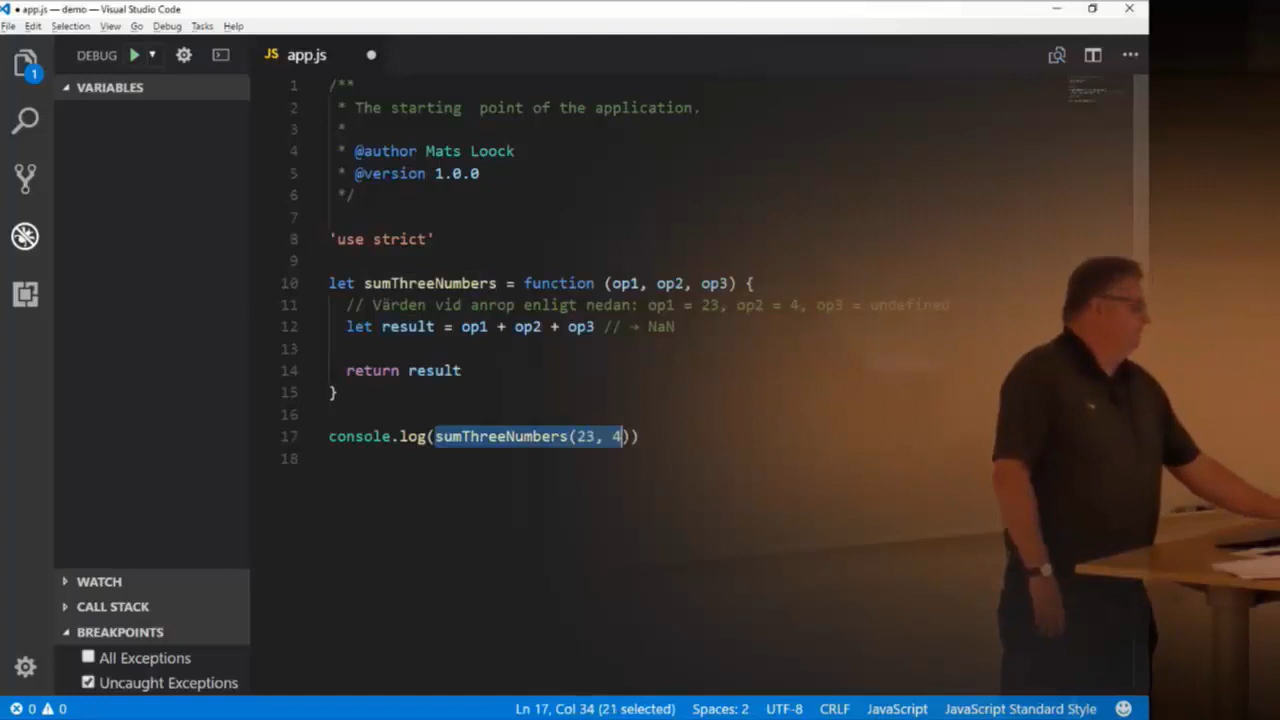 app.js — demo — Visual Studio Code
File Edit Selection View Go Debug Tasks Help
1
DEBUG
JS app.js
VARIABLES
1 /**
2  * The starting  point of the application.
3  *
4  * @author Mats Loock
5  * @version 1.0.0
6  */
7
8 'use strict'
9
10 let sumThreeNumbers = function (op1, op2, op3) {
11   // Värden vid anrop enligt nedan: op1 = 23, op2 = 4, op3 = undefined
12   let result = op1 + op2 + op3 // → NaN
13
14   return result
15 }
16
17 console.log(sumThreeNumbers(23, 4))
18
WATCH
CALL STACK
BREAKPOINTS
All Exceptions
Uncaught Exceptions
0 0 Ln 17, Col 34 (21 selected) Spaces: 2 UTF-8 CRLF JavaScript JavaScript Standard Style